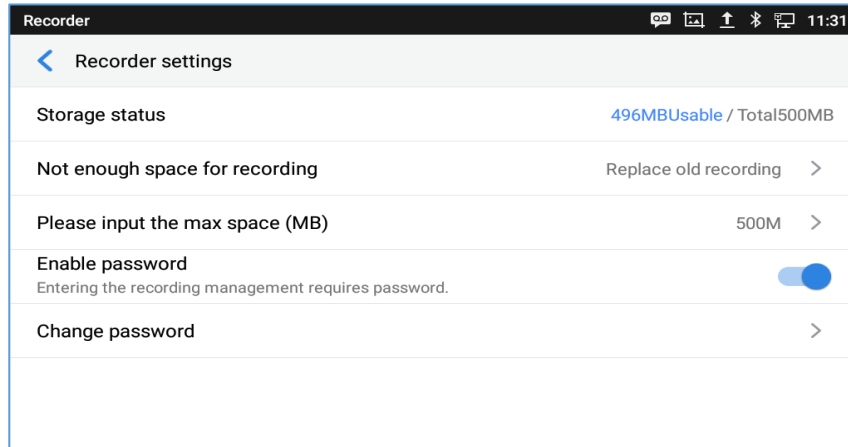 Recorder 11:31
Recorder settings
Storage status 496MBUsable / Total500MB
Not enough space for recording Replace old recording
Please input the max space (MB) 500M
Enable password
Entering the recording management requires password.
Change password